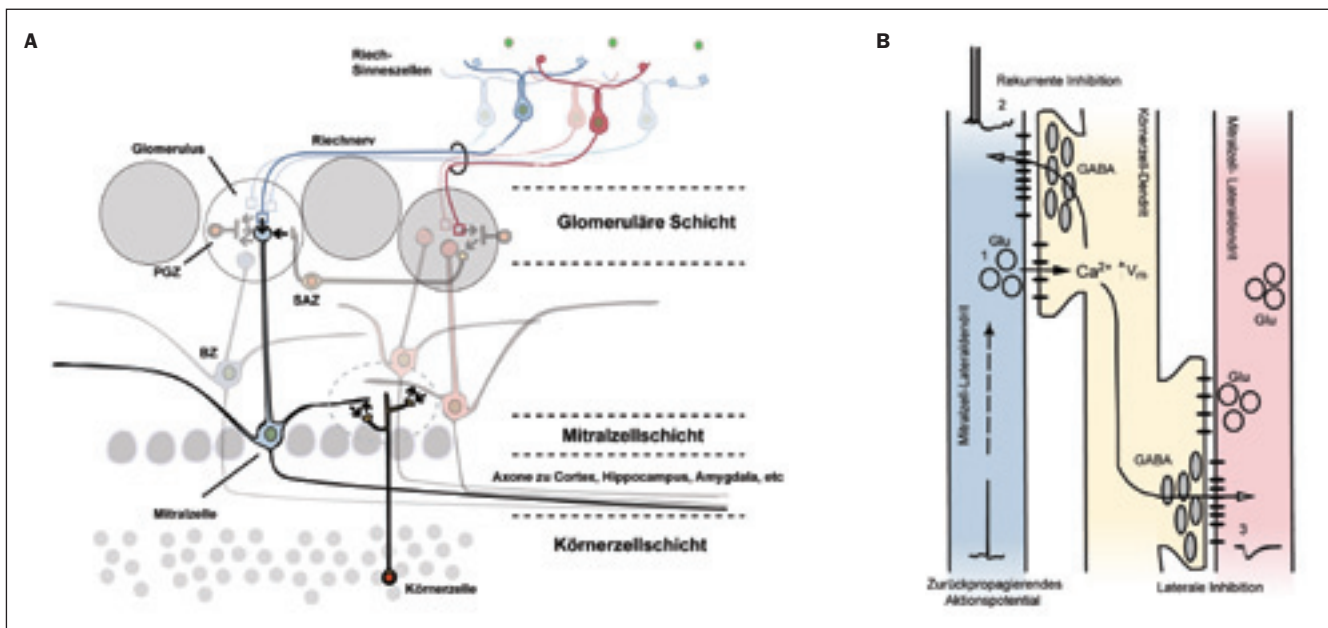 A
Riech-
Sinneszellen
Riechnerv
Glomerulus
Glomeruläre Schicht
PGZ
SAZ
BZ
Mitralzellschicht
Axone zu Cortex, Hippocampus, Amygdala, etc
Mitralzelle
Körnerzellschicht
Körnerzelle
B
Rekurrente Inhibition
2
Körnerzell-Dendrit
Mitralzell- Lateraldendrit
GABA
Glu
1
Ca²⁺ ⁺Vₘ
Glu
Mitralzell-Lateraldendrit
Glu
GABA
3
Zurückpropagierendes
Aktionspotential
Laterale Inhibition